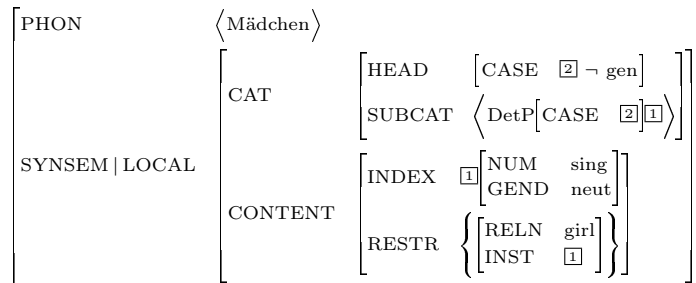 PHON ⟨Mädchen⟩
SYNSEM | LOCAL
CAT
HEAD [CASE 2 ¬ gen]
SUBCAT ⟨DetP[CASE 2]1⟩
CONTENT
INDEX 1[NUM sing
GEND neut]
RESTR {[RELN girl
INST 1]}